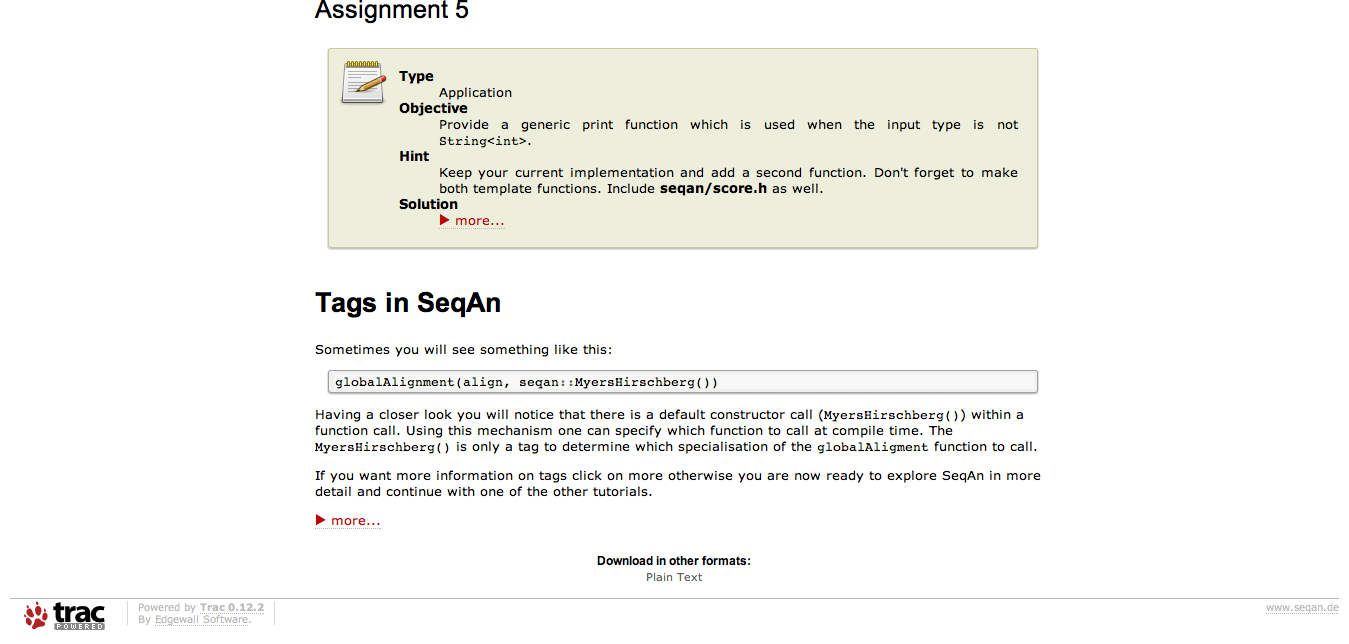 Assignment 5
Type
Application
Objective
Provide a generic print function which is used when the input type is not
String<int>.
Hint
Keep your current implementation and add a second function. Don't forget to make
both template functions. Include seqan/score.h as well.
Solution
▶ more...
Tags in SeqAn
Sometimes you will see something like this:
globalAlignment(align, seqan::MyersHirschberg())
Having a closer look you will notice that there is a default constructor call (MyersHirschberg()) within a
function call. Using this mechanism one can specify which function to call at compile time. The
MyersHirschberg() is only a tag to determine which specialisation of the globalAligment function to call.
If you want more information on tags click on more otherwise you are now ready to explore SeqAn in more
detail and continue with one of the other tutorials.
▶ more...
Download in other formats:
Plain Text
trac
POWERED
Powered by Trac 0.12.2
By Edgewall Software.
www.seqan.de